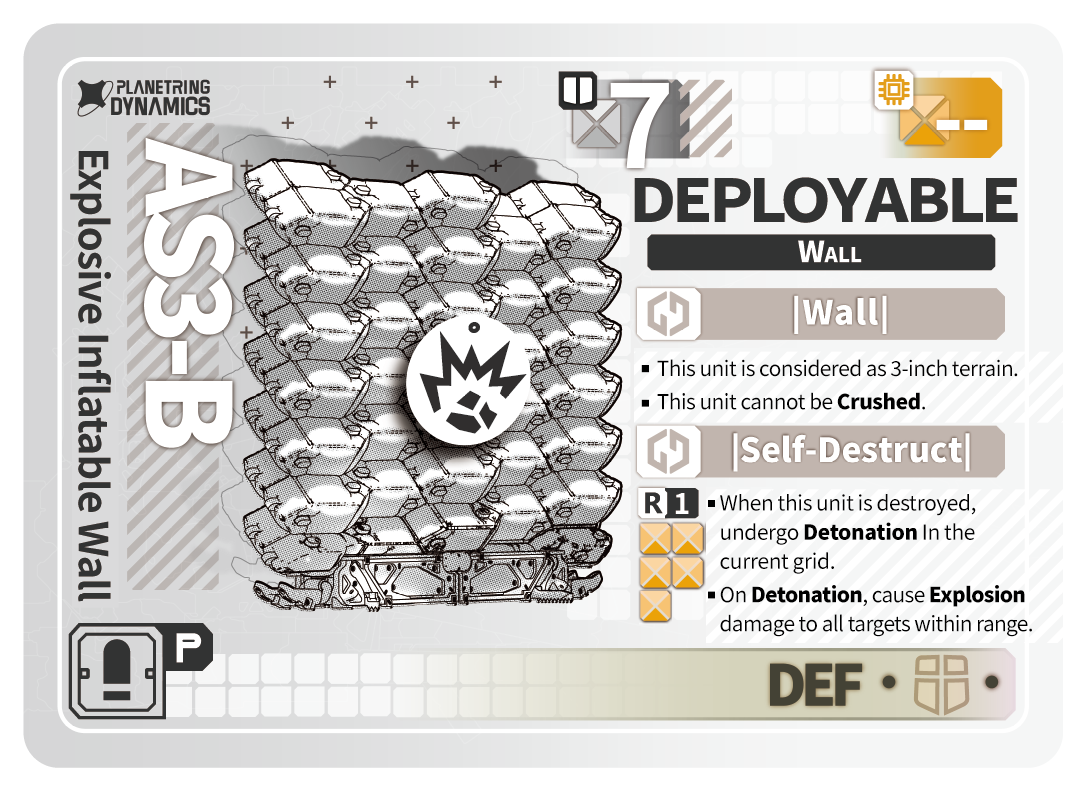 PLANETRING
DYNAMICS
AS3-B
Explosive Inflatable Wall
7
--
DEPLOYABLE
WALL
|Wall|
▪ This unit is considered as 3-inch terrain.
▪ This unit cannot be Crushed.
|Self-Destruct|
R 1
▪ When this unit is destroyed,
undergo Detonation In the
current grid.
▪ On Detonation, cause Explosion
damage to all targets within range.
P
DEF • •